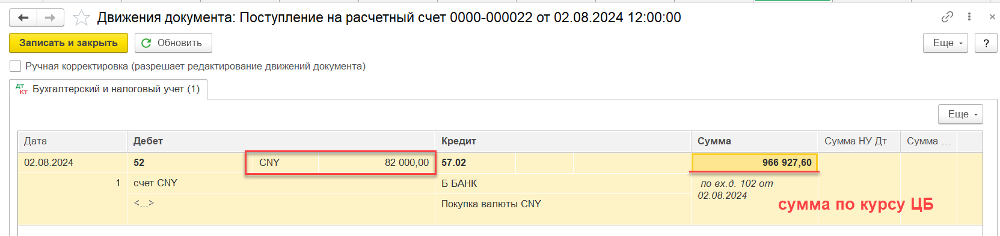 Движения документа: Поступление на расчетный счет 0000-000022 от 02.08.2024 12:00:00
Записать и закрыть Обновить Еще ?
Ручная корректировка (разрешает редактирование движений документа)
Дт Кт Бухгалтерский и налоговый учет (1)
Еще
Дата Дебет Кредит Сумма Сумма НУ Дт Сумма ...
02.08.2024 52 CNY 82 000,00 57.02 966 927,60
1 счет CNY Б БАНК по вх.д. 102 от
02.08.2024
<...> Покупка валюты CNY
сумма по курсу ЦБ